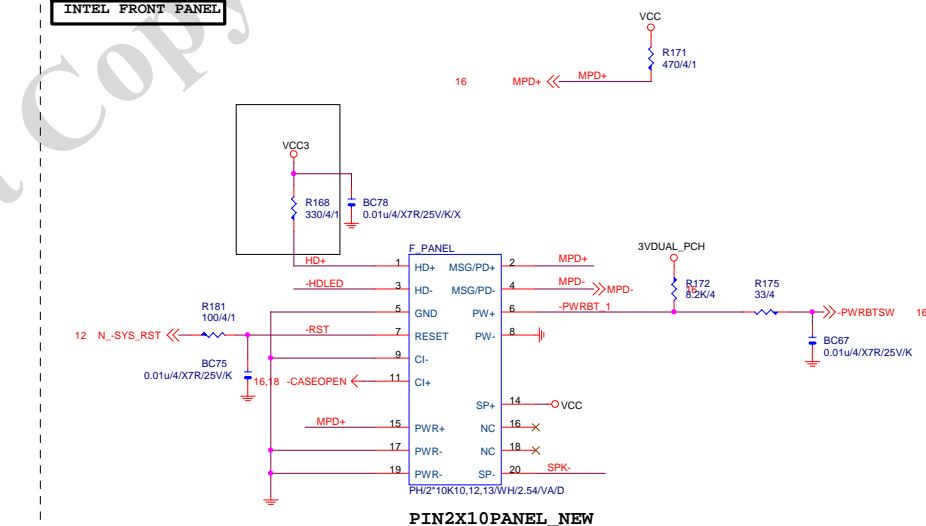 INTEL FRONT PANEL
Copy
VCC
R171
470/4/1
16 MPD+ MPD+
VCC3
R168
330/4/1
BC78
0.01u/4/X7R/25V/K/X
F_PANEL
3VDUAL_PCH
HD+ 1 HD+ MSG/PD+ 2 MPD+
-HDLED 3 HD- MSG/PD- 4 MPD- MPD- 16
R172
8.2K/4
R175
33/4
5 GND PW+ 6 -PWRBT_1 -PWRBTSW 16
R181
100/4/1
12 N_-SYS_RST -RST 7 RESET PW- 8
BC67
0.01u/4/X7R/25V/K
9 CI-
BC75
0.01u/4/X7R/25V/K
16,18 -CASEOPEN 11 CI+
SP+ 14 VCC
MPD+ 15 PWR+ NC 16
17 PWR- NC 18
19 PWR- SP- 20 SPK-
PH/2*10K10,12,13/WH/2.54/VA/D
PIN2X10PANEL_NEW